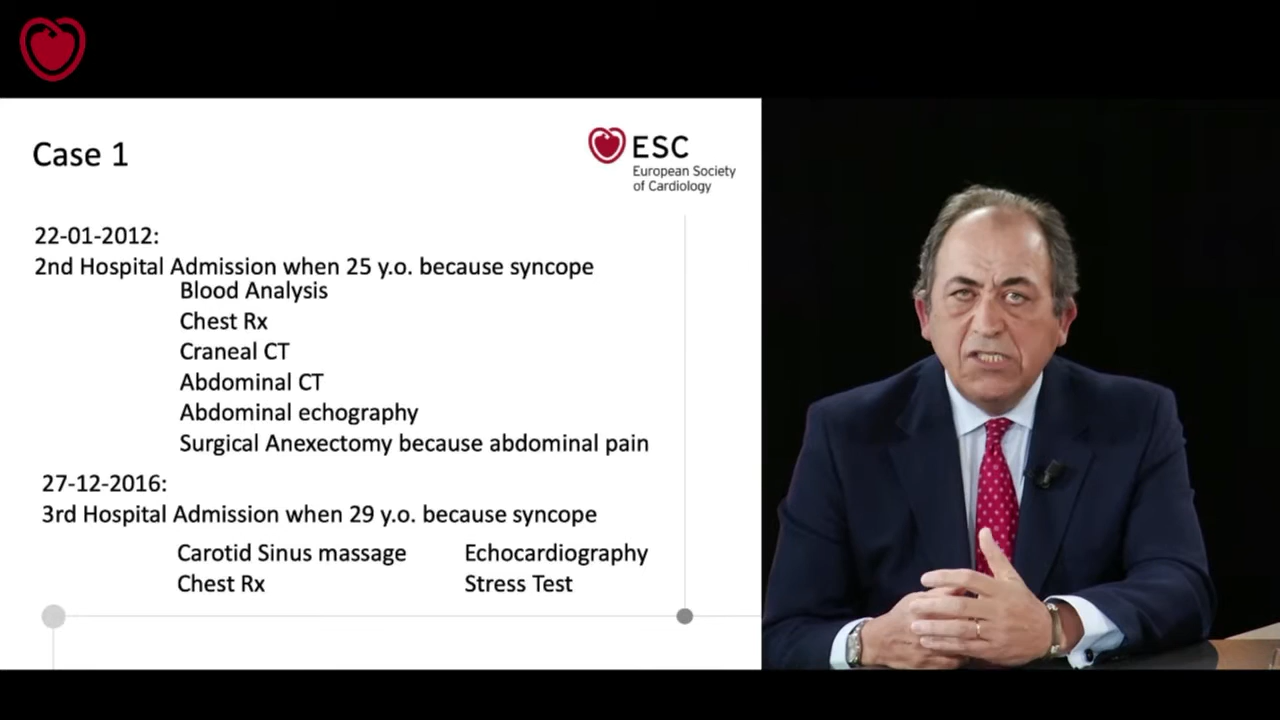 Case 1
ESC
European Society
of Cardiology
22-01-2012:
2nd Hospital Admission when 25 y.o. because syncope
Blood Analysis
Chest Rx
Craneal CT
Abdominal CT
Abdominal echography
Surgical Anexectomy because abdominal pain
27-12-2016:
3rd Hospital Admission when 29 y.o. because syncope
Carotid Sinus massage
Echocardiography
Chest Rx
Stress Test